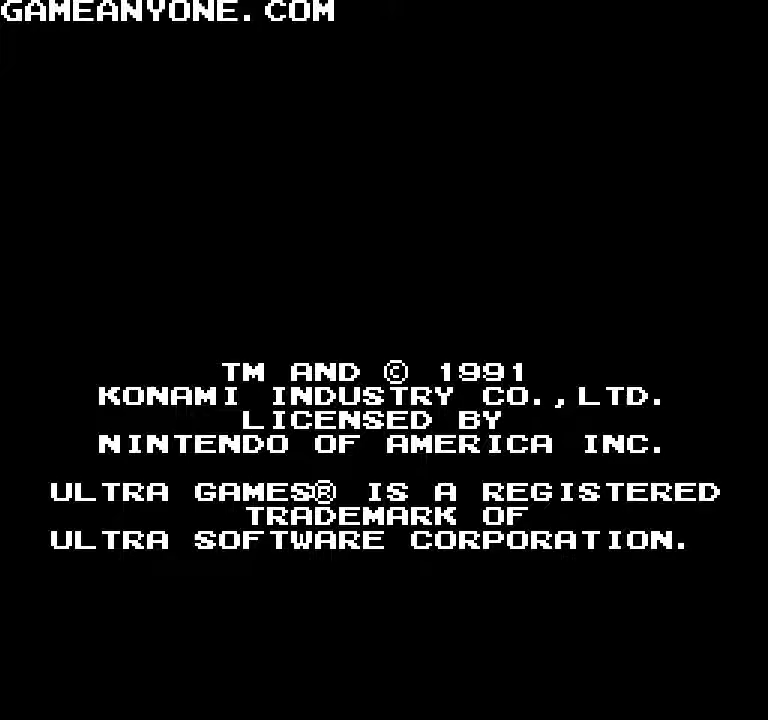 GAMEANYONE.COM
TM AND © 1991
KONAMI INDUSTRY CO.,LTD.
LICENSED BY
NINTENDO OF AMERICA INC.
ULTRA GAMES® IS A REGISTERED
TRADEMARK OF
ULTRA SOFTWARE CORPORATION.